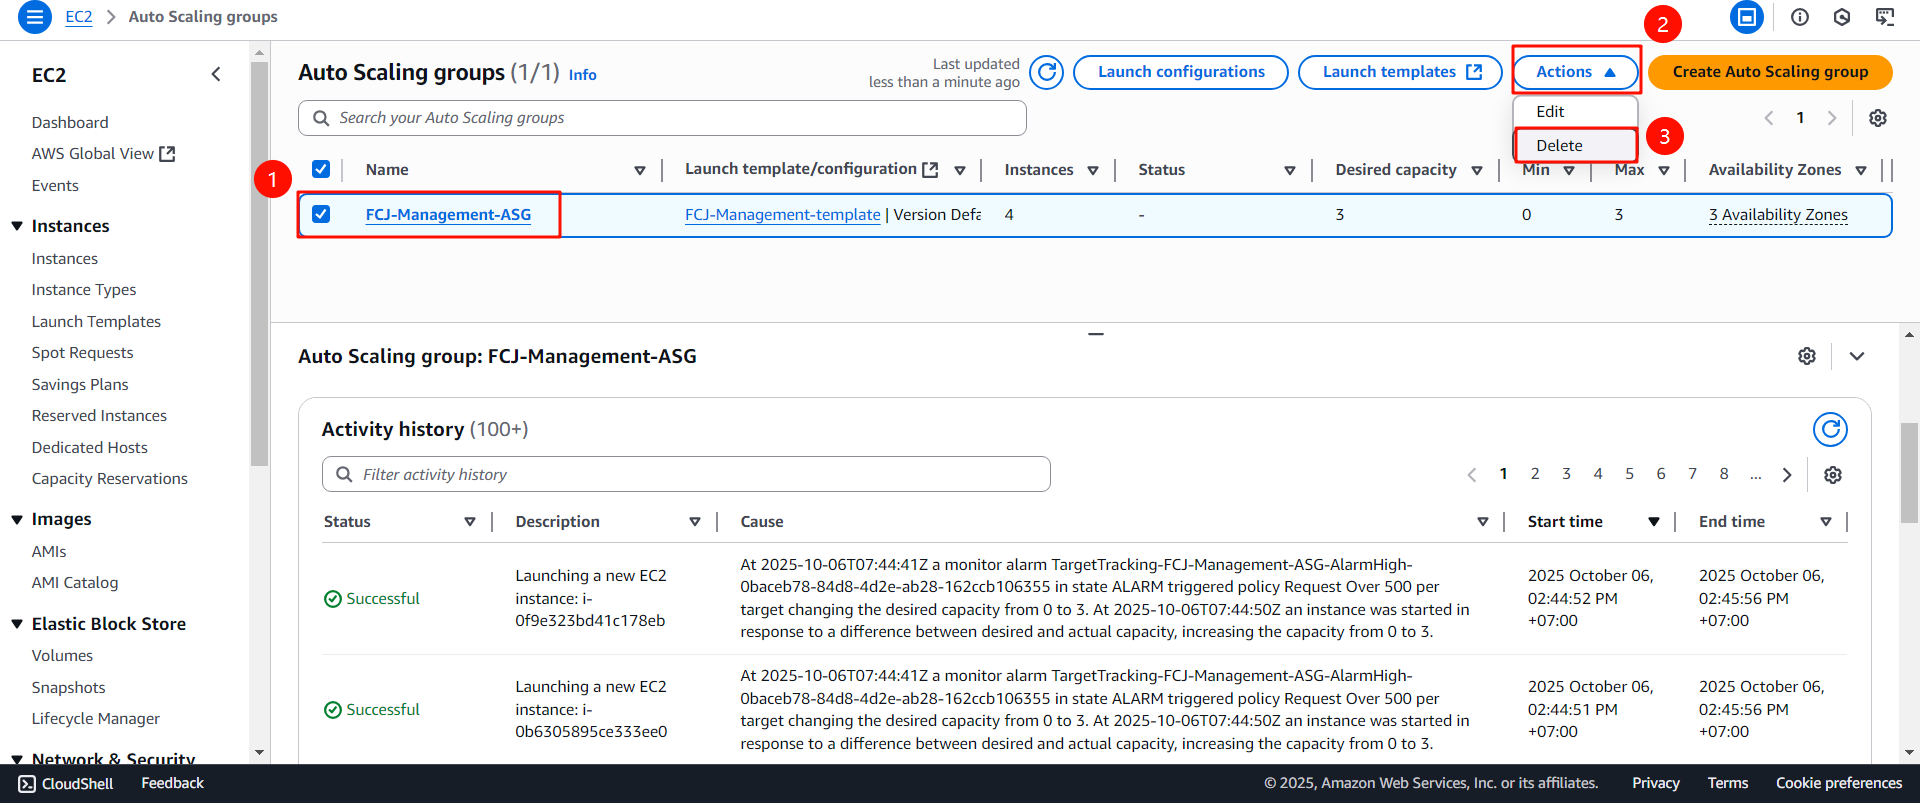 EC2 > Auto Scaling groups
2
EC2
Dashboard
AWS Global View
Events
Instances
Instances
Instance Types
Launch Templates
Spot Requests
Savings Plans
Reserved Instances
Dedicated Hosts
Capacity Reservations
Images
AMIs
AMI Catalog
Elastic Block Store
Volumes
Snapshots
Lifecycle Manager
Network & Security
Auto Scaling groups (1/1) Info
Last updated
less than a minute ago
Launch configurations
Launch templates
Actions
Create Auto Scaling group
Search your Auto Scaling groups
Edit
Delete
3
1
1
Name Launch template/configuration Instances Status Desired capacity Min Max Availability Zones
FCJ-Management-ASG FCJ-Management-template | Version Defa 4 - 3 0 3 3 Availability Zones
Auto Scaling group: FCJ-Management-ASG
Activity history (100+)
Filter activity history
1 2 3 4 5 6 7 8 ...
Status Description Cause Start time End time
Successful
Launching a new EC2
instance: i-
0f9e323bd41c178eb
At 2025-10-06T07:44:41Z a monitor alarm TargetTracking-FCJ-Management-ASG-AlarmHigh-
0baceb78-84d8-4d2e-ab28-162ccb106355 in state ALARM triggered policy Request Over 500 per
target changing the desired capacity from 0 to 3. At 2025-10-06T07:44:50Z an instance was started in
response to a difference between desired and actual capacity, increasing the capacity from 0 to 3.
2025 October 06,
02:44:52 PM
+07:00
2025 October 06,
02:45:56 PM
+07:00
Successful
Launching a new EC2
instance: i-
0b6305895ce333ee0
At 2025-10-06T07:44:41Z a monitor alarm TargetTracking-FCJ-Management-ASG-AlarmHigh-
0baceb78-84d8-4d2e-ab28-162ccb106355 in state ALARM triggered policy Request Over 500 per
target changing the desired capacity from 0 to 3. At 2025-10-06T07:44:50Z an instance was started in
response to a difference between desired and actual capacity, increasing the capacity from 0 to 3.
2025 October 06,
02:44:51 PM
+07:00
2025 October 06,
02:45:56 PM
+07:00
CloudShell Feedback © 2025, Amazon Web Services, Inc. or its affiliates. Privacy Terms Cookie preferences